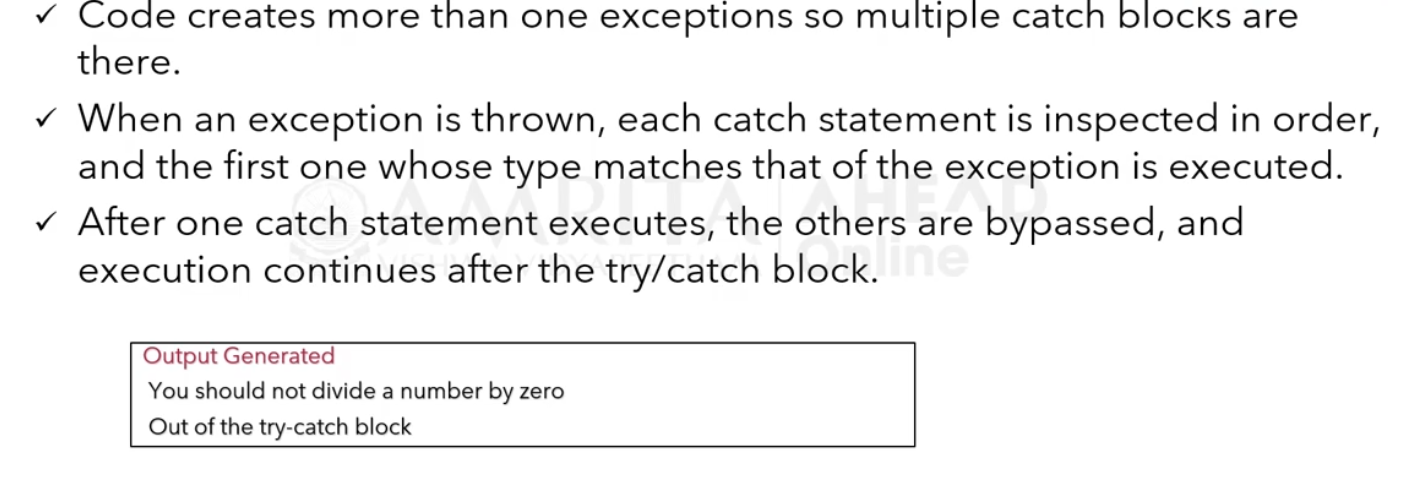 ✓ Code creates more than one exceptions so multiple catch blocks are
there.
✓ When an exception is thrown, each catch statement is inspected in order,
and the first one whose type matches that of the exception is executed.
✓ After one catch statement executes, the others are bypassed, and
execution continues after the try/catch block.
AMRITA AHEAD
VISHWA VIDYAPEETHAM Online
Output Generated
You should not divide a number by zero
Out of the try-catch block